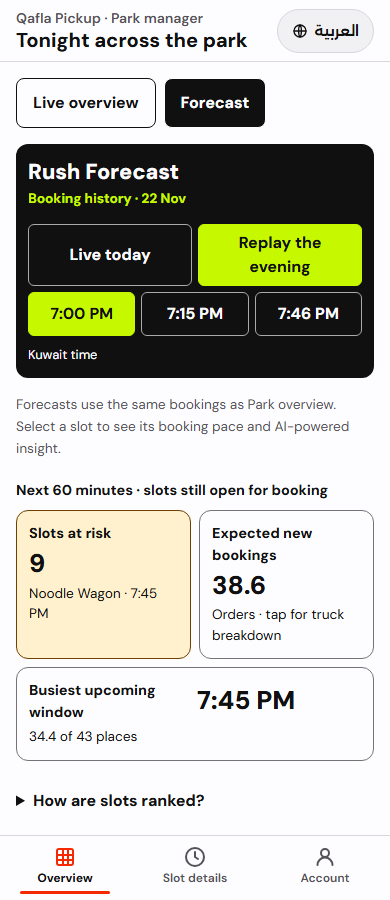 Qafla Pickup · Park manager
Tonight across the park
العربية
Live overview
Forecast
Rush Forecast
Booking history · 22 Nov
Live today
Replay the
evening
7:00 PM
7:15 PM
7:46 PM
Kuwait time
Forecasts use the same bookings as Park overview.
Select a slot to see its booking pace and AI-powered
insight.
Next 60 minutes · slots still open for booking
Slots at risk
9
Noodle Wagon · 7:45
PM
Expected new
bookings
38.6
Orders · tap for truck
breakdown
Busiest upcoming
window
34.4 of 43 places
7:45 PM
How are slots ranked?
Overview
Slot details
Account